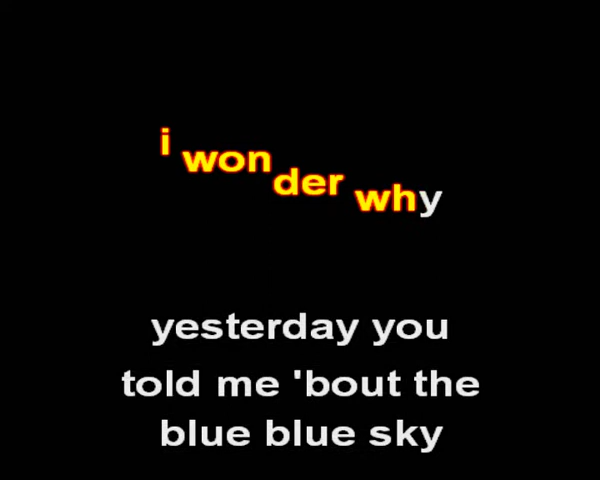 i wonder why
yesterday you
told me 'bout the
blue blue sky